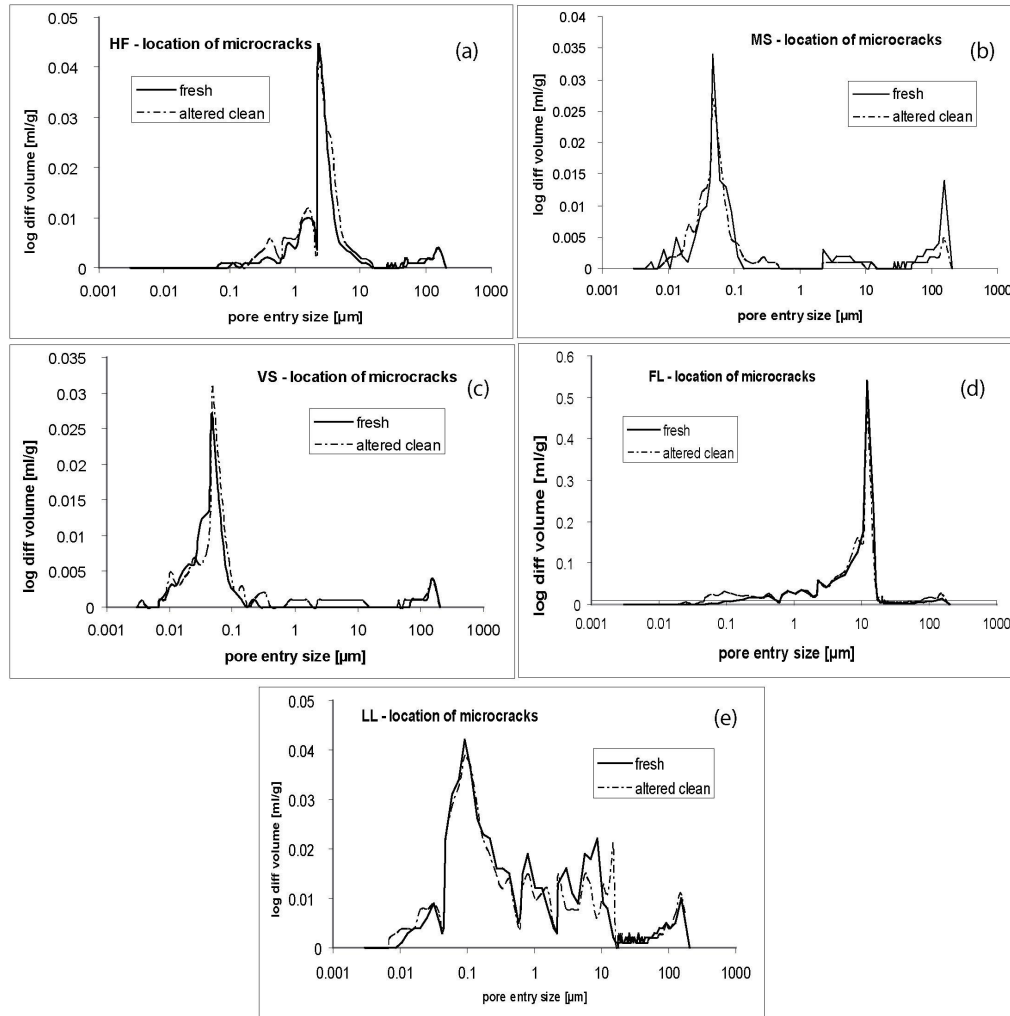 HF - location of microcracks
(a)
fresh
altered clean
log diff volume [ml/g]
0.05
0.04
0.03
0.02
0.01
0
0.001 0.01 0.1 1 10 100 1000
pore entry size [µm]
MS - location of microcracks
(b)
fresh
altered clean
log diff volume [ml/g]
0.04
0.035
0.03
0.025
0.02
0.015
0.01
0.005
0
0.001 0.01 0.1 1 10 100 1000
pore entry size [µm]
VS - location of microcracks
(c)
fresh
altered clean
log diff volume [ml/g]
0.035
0.03
0.025
0.02
0.015
0.01
0.005
0
0.001 0.01 0.1 1 10 100 1000
pore entry size [µm]
FL - location of microcracks
(d)
fresh
altered clean
log diff volume [ml/g]
0.6
0.5
0.4
0.3
0.2
0.1
0
0.001 0.01 0.1 1 10 100 1000
pore entry size [µm]
LL - location of microcracks
(e)
fresh
altered clean
log diff volume [ml/g]
0.05
0.04
0.03
0.02
0.01
0
0.001 0.01 0.1 1 10 100 1000
pore entry size [µm]